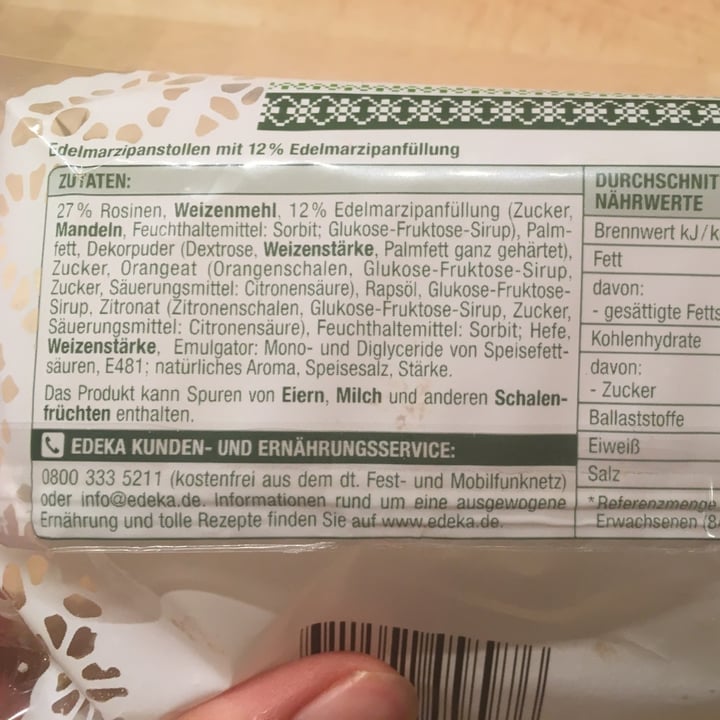 Edelmarzipanstollen mit 12% Edelmarzipanfüllung
ZUTATEN:
27% Rosinen, Weizenmehl, 12% Edelmarzipanfüllung (Zucker,
Mandeln, Feuchthaltemittel: Sorbit; Glukose-Fruktose-Sirup), Palm-
fett, Dekorpuder (Dextrose, Weizenstärke, Palmfett ganz gehärtet),
Zucker, Orangeat (Orangenschalen, Glukose-Fruktose-Sirup,
Zucker, Säuerungsmittel: Citronensäure), Rapsöl, Glukose-Fruktose-
Sirup, Zitronat (Zitronenschalen, Glukose-Fruktose-Sirup, Zucker,
Säuerungsmittel: Citronensäure), Feuchthaltemittel: Sorbit; Hefe,
Weizenstärke, Emulgator: Mono- und Diglyceride von Speisefett-
säuren, E481; natürliches Aroma, Speisesalz, Stärke.
Das Produkt kann Spuren von Eiern, Milch und anderen Schalen-
früchten enthalten.
EDEKA KUNDEN- UND ERNÄHRUNGSSERVICE:
0800 333 5211 (kostenfrei aus dem dt. Fest- und Mobilfunknetz)
oder info@edeka.de. Informationen rund um eine ausgewogene
Ernährung und tolle Rezepte finden Sie auf www.edeka.de.
DURCHSCHNIT
NÄHRWERTE
Brennwert kJ/k
Fett
davon:
- gesättigte Fetts
Kohlenhydrate
davon:
- Zucker
Ballaststoffe
Eiweiß
Salz
*Referenzmenge
Erwachsenen (8